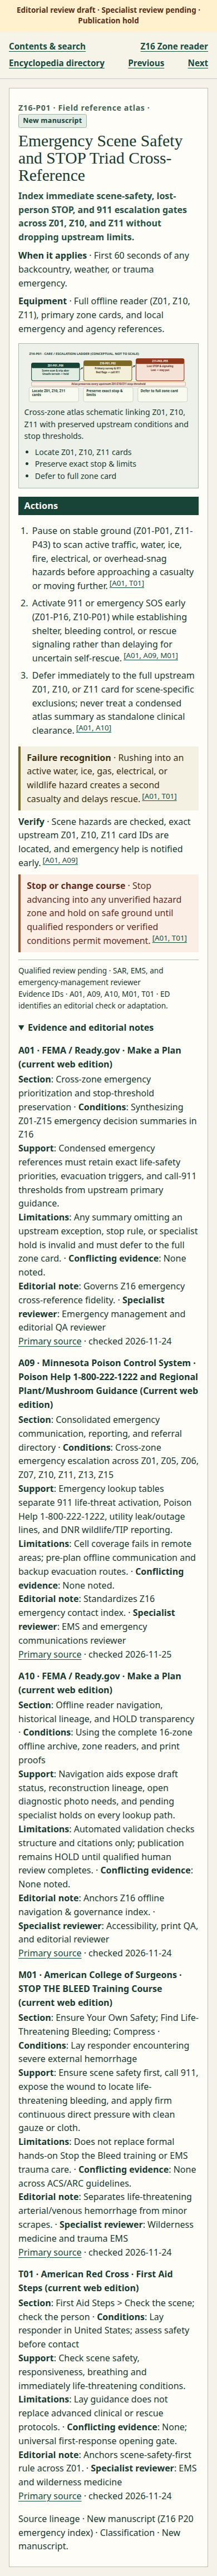 Editorial review draft · Specialist review pending ·
Publication hold
Contents & search
Z16 Zone reader
Encyclopedia directory
Previous
Next
Z16-P01 · Field reference atlas ·
New manuscript
Emergency Scene Safety
and STOP Triad Cross-
Reference
Index immediate scene-safety, lost-
person STOP, and 911 escalation gates
across Z01, Z10, and Z11 without
dropping upstream limits.
When it applies · First 60 seconds of any
backcountry, weather, or trauma
emergency.
Equipment · Full offline reader (Z01, Z10,
Z11), primary zone cards, and local
emergency and agency references.
Locate Z01, Z10, Z11
cards
Preserve exact stop &
limits
Defer to full zone card
Cross-zone atlas schematic linking Z01, Z10,
Z11 with preserved upstream conditions and
stop thresholds.
• Locate Z01, Z10, Z11 cards
• Preserve exact stop & limits
• Defer to full zone card
Actions
1. Pause on stable ground (Z01-P01, Z11-
P43) to scan active traffic, water, ice,
fire, electrical, or overhead-snag
hazards before approaching a casualty
or moving further. [A01, T01]
2. Activate 911 or emergency SOS early
(Z01-P16, Z10-P01) while establishing
shelter, bleeding control, or rescue
signaling rather than delaying for
uncertain self-rescue. [A01, A09, M01]
3. Defer immediately to the full upstream
Z01, Z10, or Z11 card for scene-specific
exclusions; never treat a condensed
atlas summary as standalone clinical
clearance. [A01, A10]
Failure recognition · Rushing into an
active water, ice, gas, electrical, or
wildlife hazard creates a second
casualty and delays rescue. [A01, T01]
Verify · Scene hazards are checked, exact
upstream Z01, Z10, Z11 card IDs are
located, and emergency help is notified
early. [A01, A09]
Stop or change course · Stop
advancing into any unverified hazard
zone and hold on safe ground until
qualified responders or verified
conditions permit movement. [A01, T01]
Qualified review pending · SAR, EMS, and
emergency-management reviewer
Evidence IDs · A01, A09, A10, M01, T01 · ED
identifies an editorial check or adaptation.
▼ Evidence and editorial notes
A01 · FEMA / Ready.gov · Make a Plan
(current web edition)
Section: Cross-zone emergency
prioritization and stop-threshold
preservation · Conditions: Synthesizing
Z01-Z15 emergency decision summaries in
Z16
Support: Condensed emergency
references must retain exact life-safety
priorities, evacuation triggers, and call-911
thresholds from upstream primary
guidance.
Limitations: Any summary omitting an
upstream exception, stop rule, or specialist
hold is invalid and must defer to the full
zone card. · Conflicting evidence: None
noted.
Editorial note: Governs Z16 emergency
cross-reference fidelity. · Specialist
reviewer: Emergency management and
editorial QA reviewer
Primary source · checked 2026-11-24
A09 · Minnesota Poison Control System ·
Poison Help 1-800-222-1222 and Regional
Plant/Mushroom Guidance (Current web
edition)
Section: Consolidated emergency
communication, reporting, and referral
directory · Conditions: Cross-zone
emergency escalation across Z01, Z05, Z06,
Z07, Z10, Z11, Z13, Z15
Support: Emergency lookup tables
separate 911 life-threat activation, Poison
Help 1-800-222-1222, utility leak/outage
lines, and DNR wildlife/TIP reporting.
Limitations: Cell coverage fails in remote
areas; pre-plan offline communication and
backup evacuation routes. · Conflicting
evidence: None noted.
Editorial note: Standardizes Z16
emergency contact index. · Specialist
reviewer: EMS and emergency
communications reviewer
Primary source · checked 2026-11-25
A10 · FEMA / Ready.gov · Make a Plan
(current web edition)
Section: Offline reader navigation,
historical lineage, and HOLD transparency
· Conditions: Using the complete 16-zone
offline archive, zone readers, and print
proofs
Support: Navigation aids expose draft
status, reconstruction lineage, open
diagnostic photo needs, and pending
specialist holds on every lookup path.
Limitations: Automated validation checks
structure and citations only; publication
remains HOLD until qualified human
review completes. · Conflicting evidence:
None noted.
Editorial note: Anchors Z16 offline
navigation & governance index. ·
Specialist reviewer: Accessibility, print QA,
and editorial reviewer
Primary source · checked 2026-11-24
M01 · American College of Surgeons ·
STOP THE BLEED Training Course
(current web edition)
Section: Ensure Your Own Safety; Find Life-
Threatening Bleeding; Compress ·
Conditions: Lay responder encountering
severe external hemorrhage
Support: Ensure scene safety first, call 911,
expose the wound to locate life-
threatening bleeding, and apply firm
continuous direct pressure with clean
gauze or cloth.
Limitations: Does not replace formal
hands-on Stop the Bleed training or EMS
trauma care. · Conflicting evidence: None
across ACS/ARC guidelines.
Editorial note: Separates life-threatening
arterial/venous hemorrhage from minor
scrapes. · Specialist reviewer: Wilderness
medicine and trauma EMS
Primary source · checked 2026-11-24
T01 · American Red Cross · First Aid
Steps (current web edition)
Section: First Aid Steps > Check the scene;
check the person · Conditions: Lay
responder in United States; assess safety
before contact
Support: Check scene safety,
responsiveness, breathing and
immediately life-threatening conditions.
Limitations: Lay guidance does not
replace advanced clinical or rescue
protocols. · Conflicting evidence: None;
universal first-response opening gate.
Editorial note: Anchors scene-safety-first
rule across Z01. · Specialist reviewer: EMS
and wilderness medicine
Primary source · checked 2026-11-24
Source lineage · New manuscript (Z16 P20
emergency index) · Classification · New
manuscript.